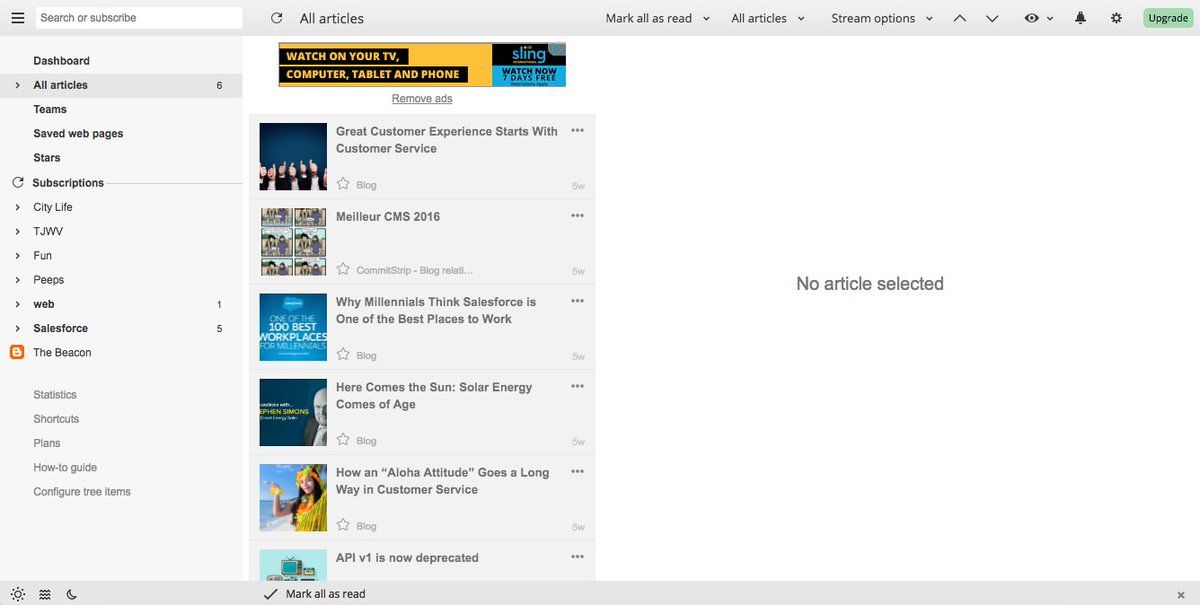 Search or subscribe
All articles
Mark all as read
All articles
Stream options
Upgrade
Dashboard
All articles 6
Teams
Saved web pages
Stars
Subscriptions
City Life
TJWV
Fun
Peeps
web 1
Salesforce 5
The Beacon
Statistics
Shortcuts
Plans
How-to guide
Configure tree items
WATCH ON YOUR TV,
COMPUTER, TABLET AND PHONE
sling
INTERNATIONAL
WATCH NOW
7 DAYS FREE
Restrictions Apply
Remove ads
Great Customer Experience Starts With
Customer Service
Blog 5w
Meilleur CMS 2016
CommitStrip - Blog relati... 5w
salesforce
ONE OF THE
100 BEST
WORKPLACES
FOR MILLENNIALS
Why Millennials Think Salesforce is
One of the Best Places to Work
Blog 5w
uestions with...
EPHEN SIMONS
Here Comes the Sun: Solar Energy
Comes of Age
Blog 5w
How an “Aloha Attitude” Goes a Long
Way in Customer Service
Blog 5w
API v1 is now deprecated
No article selected
Mark all as read